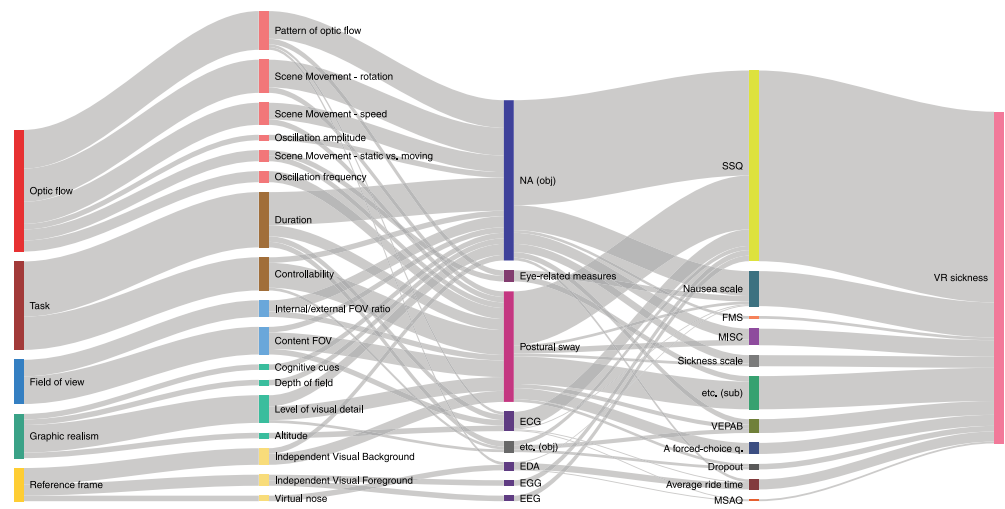 Optic flow
Task
Field of view
Graphic realism
Reference frame
Pattern of optic flow
Scene Movement - rotation
Scene Movement - speed
Oscillation amplitude
Scene Movement - static vs. moving
Oscillation frequency
Duration
Controllability
Internal/external FOV ratio
Content FOV
Cognitive cues
Depth of field
Level of visual detail
Altitude
Independent Visual Background
Independent Visual Foreground
Virtual nose
NA (obj)
Eye-related measures
Postural sway
ECG
etc. (obj)
EDA
EGG
EEG
SSQ
Nausea scale
FMS
MISC
Sickness scale
etc. (sub)
VEPAB
A forced-choice q.
Dropout
Average ride time
MSAQ
VR sickness